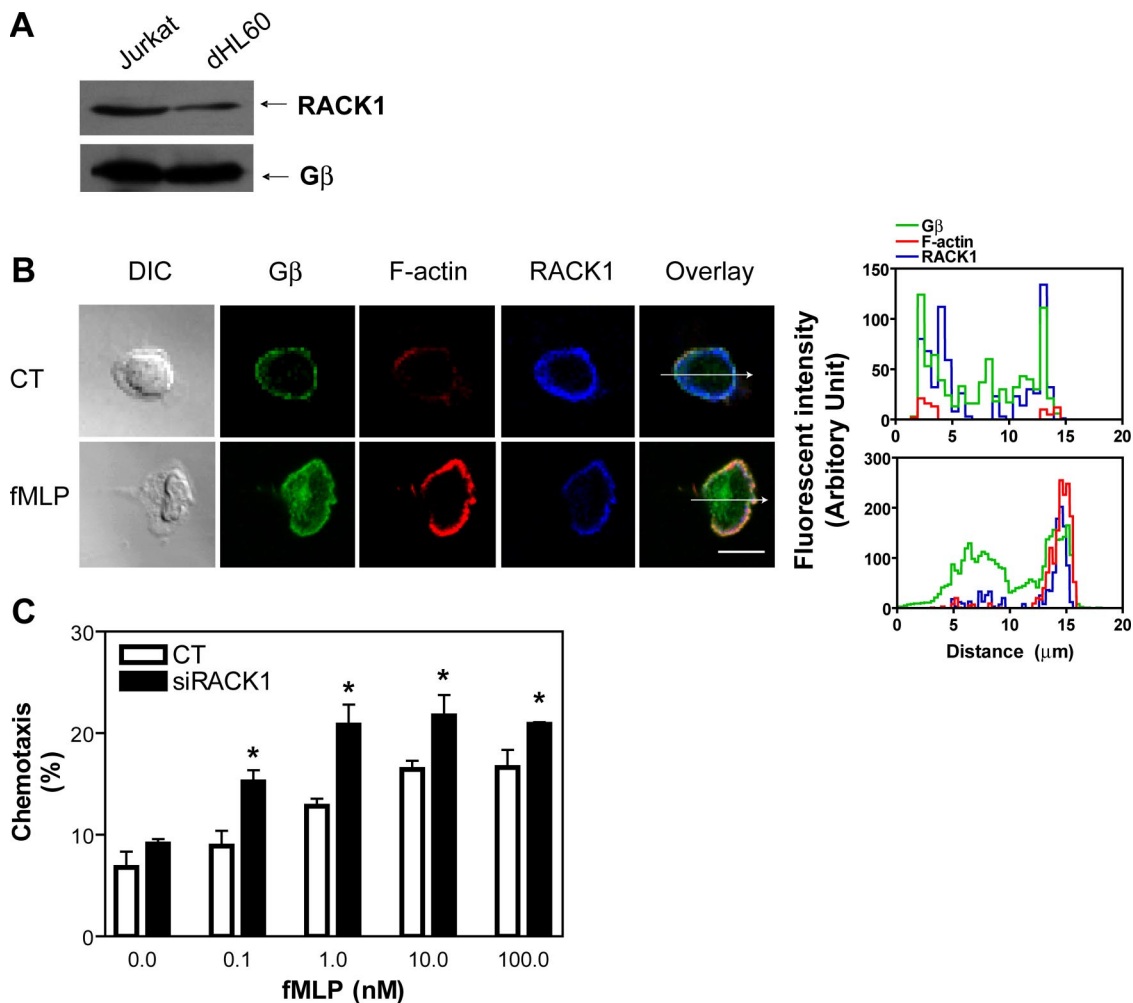 A
Jurkat dHL60
RACK1
Gβ
B
DIC Gβ F-actin RACK1 Overlay
CT
fMLP
Gβ
F-actin
RACK1
150
100
50
0
0 5 10 15 20
300
200
100
0
0 5 10 15 20
Fluorescent intensity
(Arbitory Unit)
Distance (μm)
C
30
20
10
0
CT
siRACK1
* * * *
Chemotaxis
(%)
0.0 0.1 1.0 10.0 100.0
fMLP (nM)